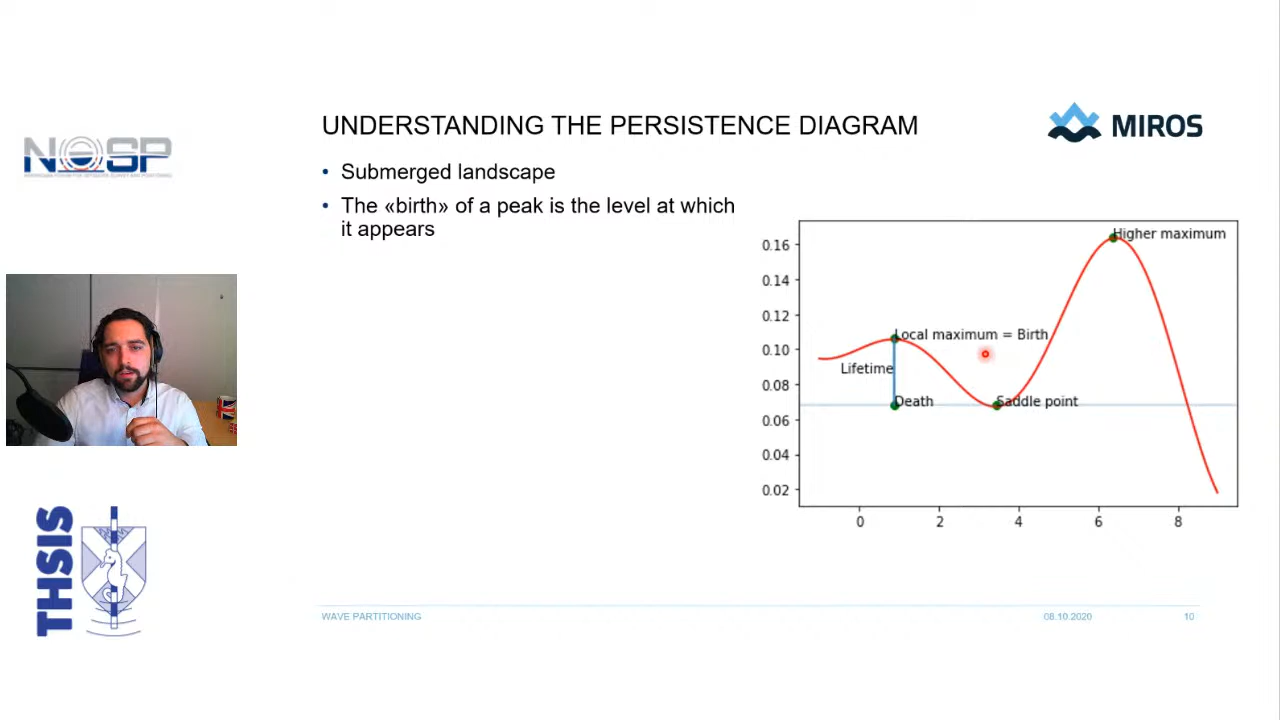 UNDERSTANDING THE PERSISTENCE DIAGRAM
MIROS
NOSP
• Submerged landscape
• The «birth» of a peak is the level at which
it appears
0.16
0.14
0.12
0.10
0.08
0.06
0.04
0.02
Higher maximum
Local maximum = Birth
Lifetime
Death
Saddle point
0 2 4 6 8
THSIS
WAVE PARTITIONING
08.10.2020
10